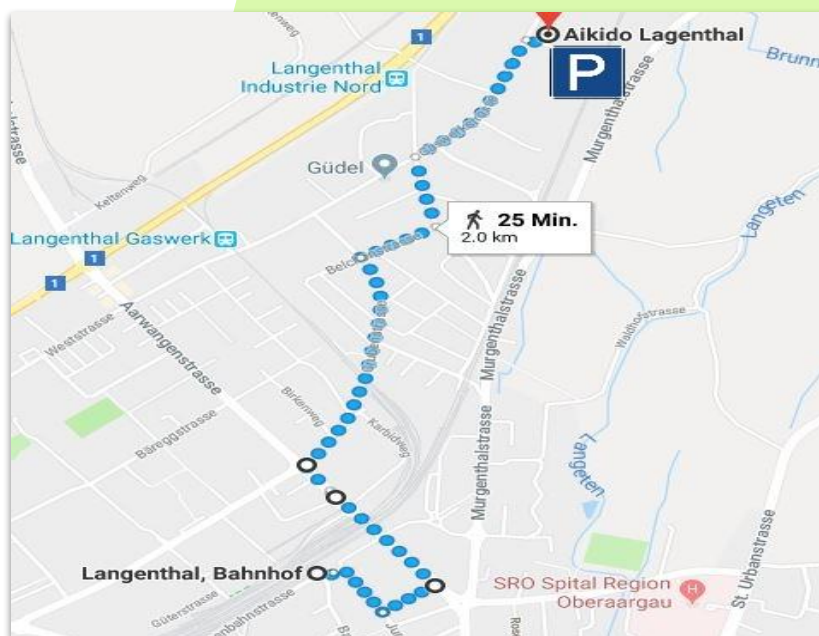 Aikido Lagenthal
P
1
Langenthal
Industrie Nord
Murgenthalstrasse
Güdel
Keltenweg
25 Min.
2.0 km
Langeten
Langenthal Gaswerk
1
1
Aarwangenstrasse
Weststrasse
Murgenthalstrasse
Waldhofstrasse
Birkenweg
Karbidweg
Bäreggstrasse
Langeten
Murgenthalstrasse
St. Urbanstrasse
Langenthal, Bahnhof
SRO Spital Region
Oberaargau
H
Güterstrasse